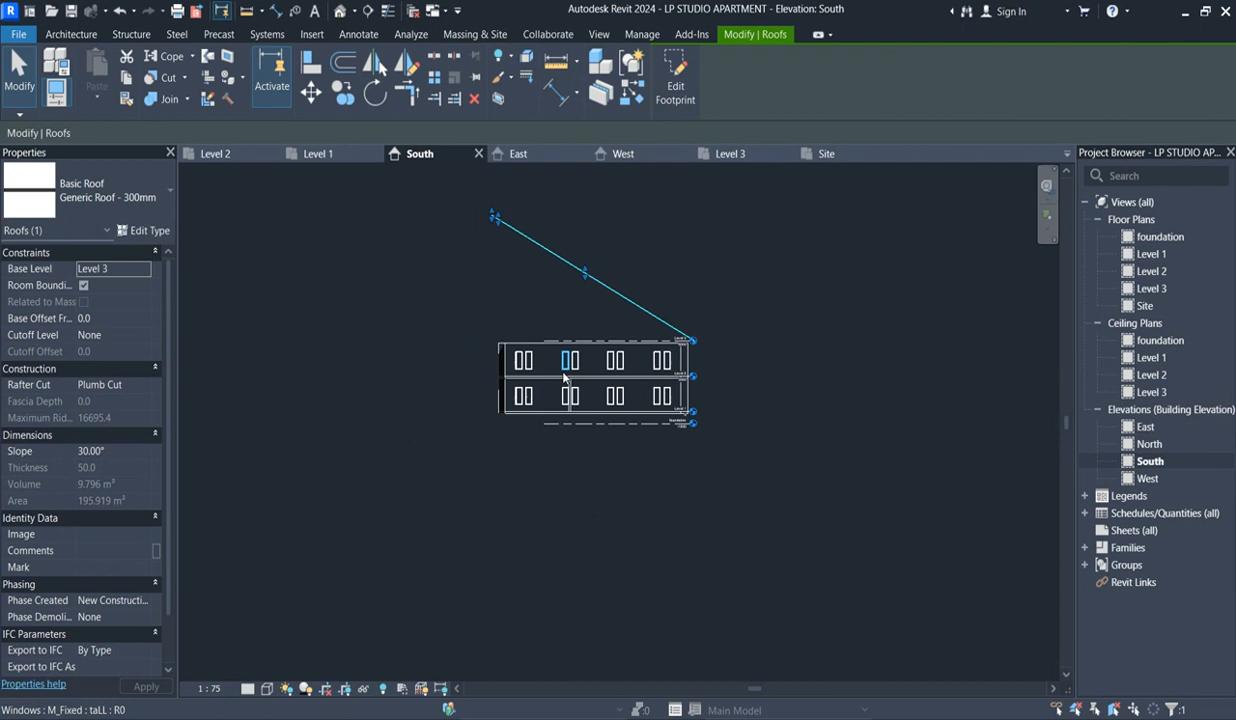 Autodesk Revit 2024 - LP STUDIO APARTMENT - Elevation: South
Sign In
File Architecture Structure Steel Precast Systems Insert Annotate Analyze Massing & Site Collaborate View Manage Add-Ins Modify | Roofs
Modify
Paste
Cope
Cut
Join
Activate
Edit
Footprint
Modify | Roofs
Properties
Basic Roof
Generic Roof - 300mm
Roofs (1)
Edit Type
Constraints
Base Level Level 3
Room Boundi...
Related to Mass
Base Offset Fr... 0.0
Cutoff Level None
Cutoff Offset 0.0
Construction
Rafter Cut Plumb Cut
Fascia Depth 0.0
Maximum Rid... 16695.4
Dimensions
Slope 30.00°
Thickness 50.0
Volume 9.796 m³
Area 195.919 m²
Identity Data
Image
Comments
Mark
Phasing
Phase Created New Constructi...
Phase Demoli... None
IFC Parameters
Export to IFC By Type
Export to IFC As
Properties help
Apply
Level 2
Level 1
South
East
West
Level 3
Site
Project Browser - LP STUDIO AP...
Search
Views (all)
Floor Plans
foundation
Level 1
Level 2
Level 3
Site
Ceiling Plans
foundation
Level 1
Level 2
Level 3
Elevations (Building Elevation)
East
North
South
West
Legends
Schedules/Quantities (all)
Sheets (all)
Families
Groups
Revit Links
1 : 75
Windows : M_Fixed : taLL : R0
:0
Main Model
:1